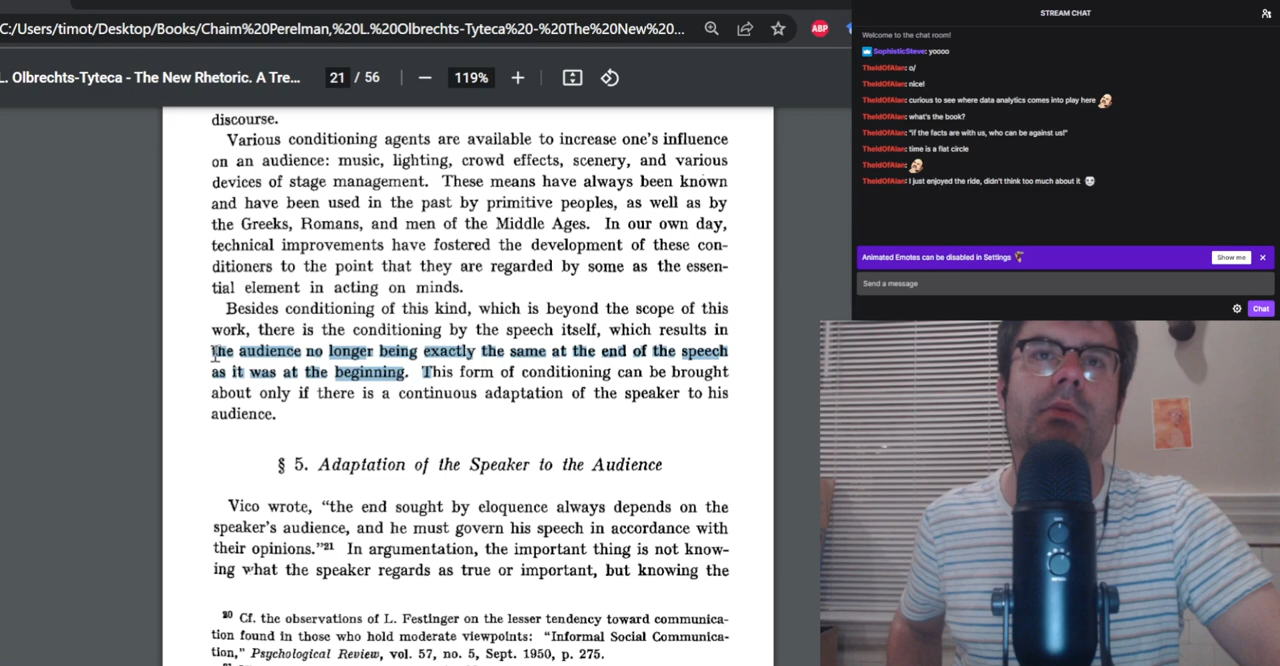 C:/Users/timot/Desktop/Books/Chaim%20Perelman,%20L.%20Olbrechts-Tyteca%20-%20The%20New%20...
ABP
L. Olbrechts-Tyteca - The New Rhetoric. A Tre...
21 / 56
119%
discourse.
Various conditioning agents are available to increase one's influence
on an audience: music, lighting, crowd effects, scenery, and various
devices of stage management. These means have always been known
and have been used in the past by primitive peoples, as well as by
the Greeks, Romans, and men of the Middle Ages. In our own day,
technical improvements have fostered the development of these con-
ditioners to the point that they are regarded by some as the essen-
tial element in acting on minds.
Besides conditioning of this kind, which is beyond the scope of this
work, there is the conditioning by the speech itself, which results in
the audience no longer being exactly the same at the end of the speech
as it was at the beginning. This form of conditioning can be brought
about only if there is a continuous adaptation of the speaker to his
audience.
§ 5. Adaptation of the Speaker to the Audience
Vico wrote, "the end sought by eloquence always depends on the
speaker's audience, and he must govern his speech in accordance with
their opinions."21 In argumentation, the important thing is not know-
ing what the speaker regards as true or important, but knowing the
20 Cf. the observations of L. Festinger on the lesser tendency toward communica-
tion found in those who hold moderate viewpoints: "Informal Social Communica-
tion," Psychological Review, vol. 57, no. 5, Sept. 1950, p. 275.
STREAM CHAT
Welcome to the chat room!
SophisticSteve: yoooo
TheIdOfAlan: o/
TheIdOfAlan: nice!
TheIdOfAlan: curious to see where data analytics comes into play here
TheIdOfAlan: what's the book?
TheIdOfAlan: "if the facts are with us, who can be against us!"
TheIdOfAlan: time is a flat circle
TheIdOfAlan:
TheIdOfAlan: I just enjoyed the ride, didn't think too much about it
Animated Emotes can be disabled in Settings
Show me
Send a message
Chat